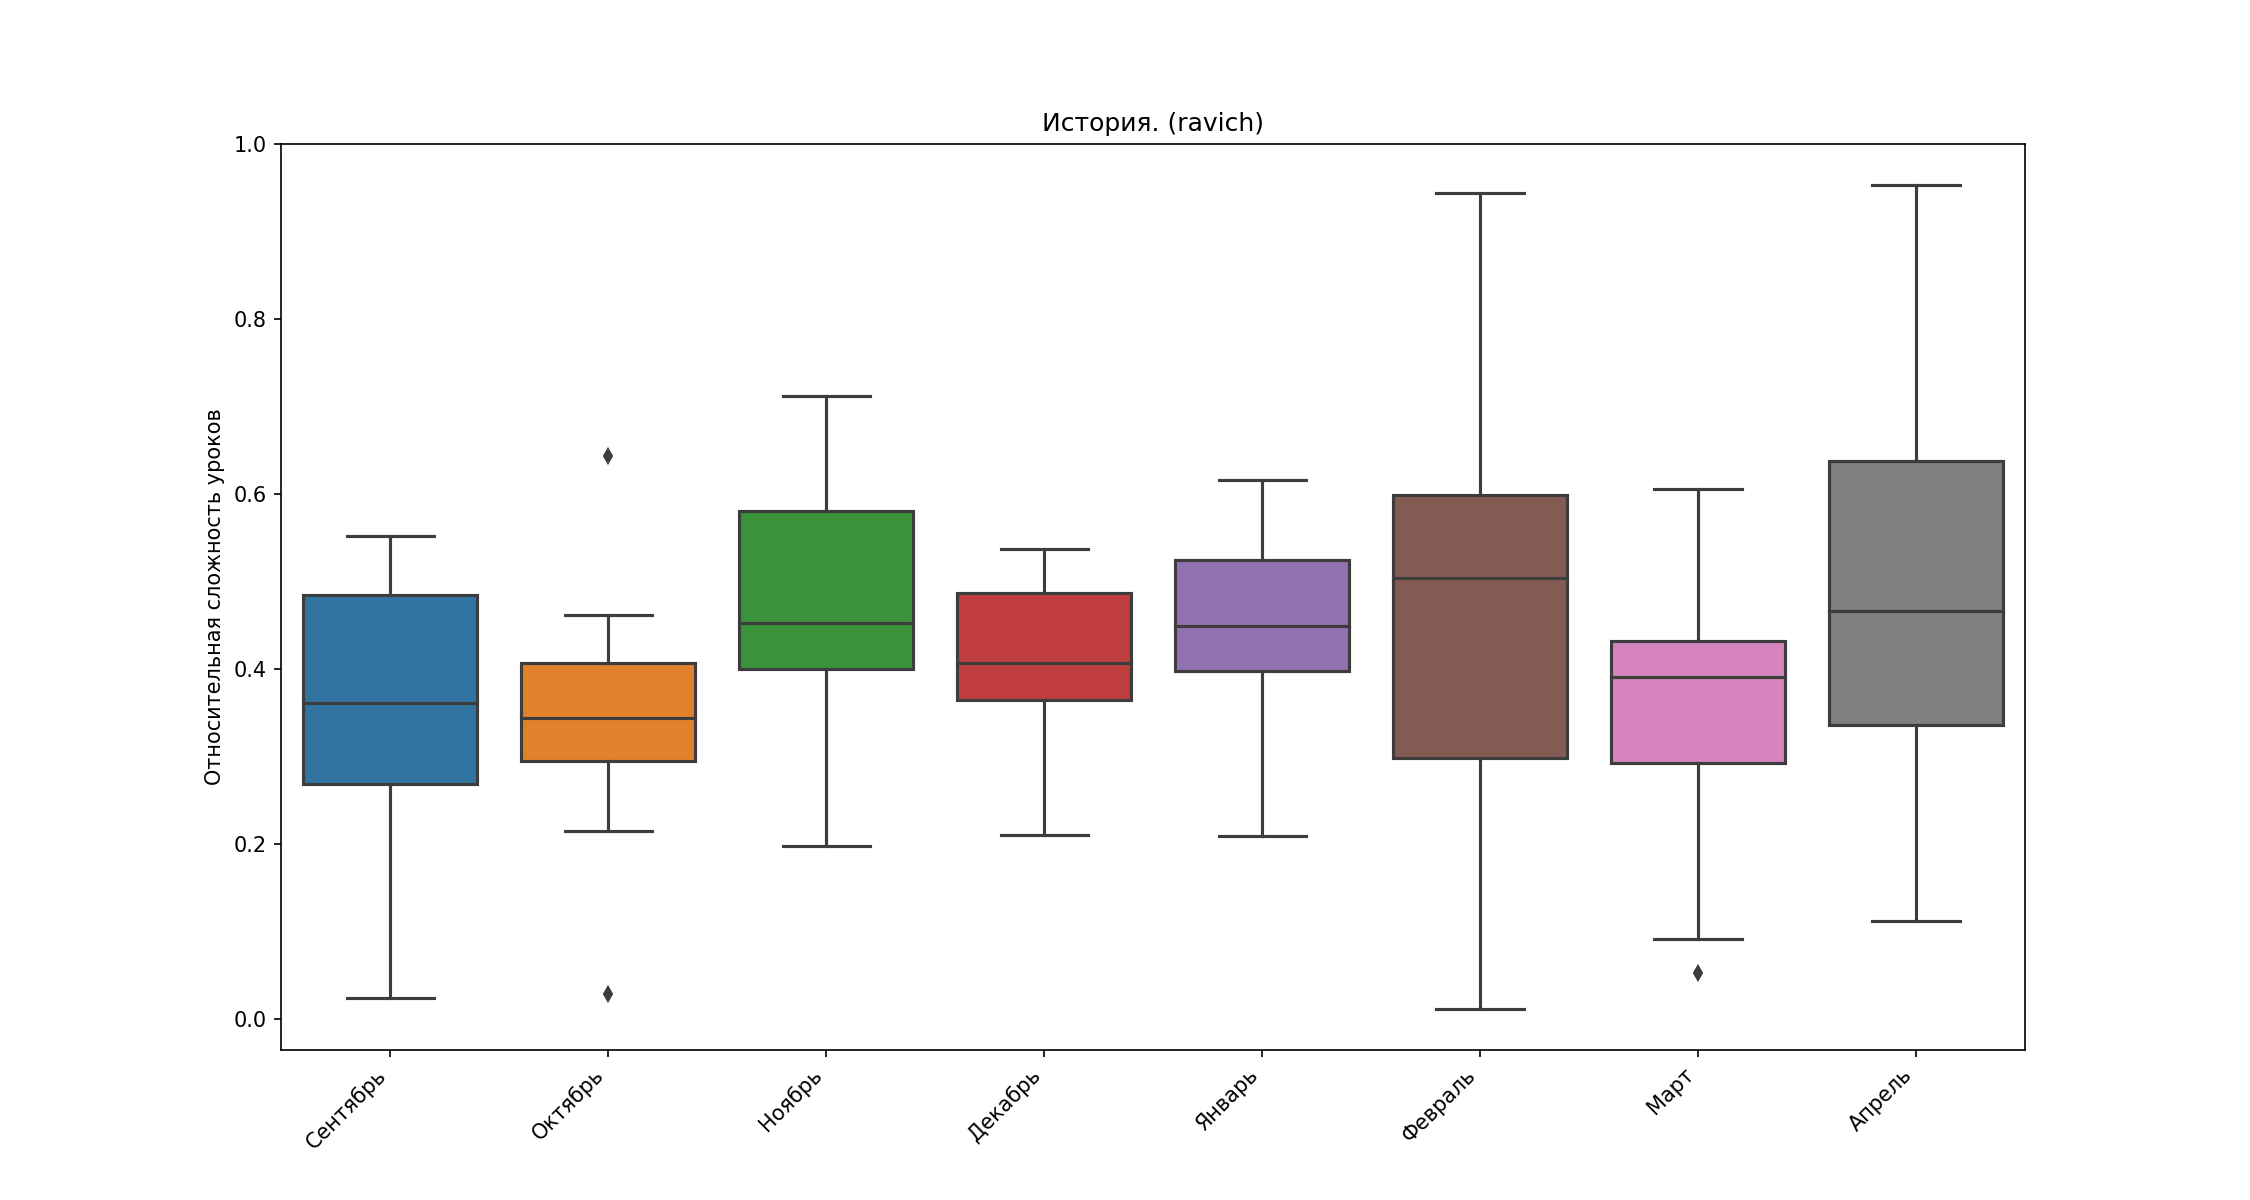 История. (ravich)
Относительная сложность уроков
1.0
0.8
0.6
0.4
0.2
0.0
Сентябрь
Октябрь
Ноябрь
Декабрь
Январь
Февраль
Март
Апрель